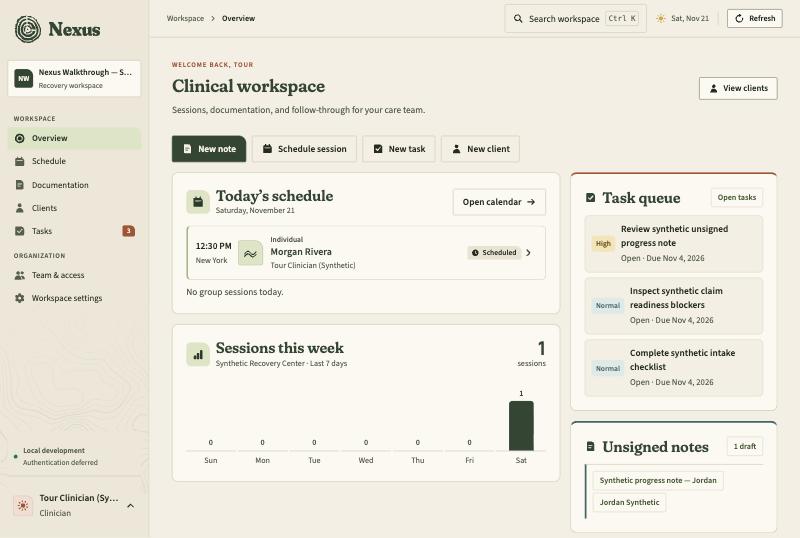 Nexus
NW
Nexus Walkthrough — S...
Recovery workspace
WORKSPACE
Overview
Schedule
Documentation
Clients
Tasks
3
ORGANIZATION
Team & access
Workspace settings
Local development
Authentication deferred
Tour Clinician (Sy...
Clinician
Workspace > Overview
Search workspace
Ctrl K
Sat, Nov 21
Refresh
WELCOME BACK, TOUR
Clinical workspace
Sessions, documentation, and follow-through for your care team.
View clients
New note
Schedule session
New task
New client
Today's schedule
Saturday, November 21
Open calendar →
12:30 PM
New York
Individual
Morgan Rivera
Tour Clinician (Synthetic)
Scheduled
No group sessions today.
Sessions this week
Synthetic Recovery Center · Last 7 days
1
sessions
0 0 0 0 0 0 1
Sun Mon Tue Wed Thu Fri Sat
Task queue
Open tasks
High
Review synthetic unsigned
progress note
Open · Due Nov 4, 2026
Normal
Inspect synthetic claim
readiness blockers
Open · Due Nov 4, 2026
Normal
Complete synthetic intake
checklist
Open · Due Nov 4, 2026
Unsigned notes
1 draft
Synthetic progress note — Jordan
Jordan Synthetic